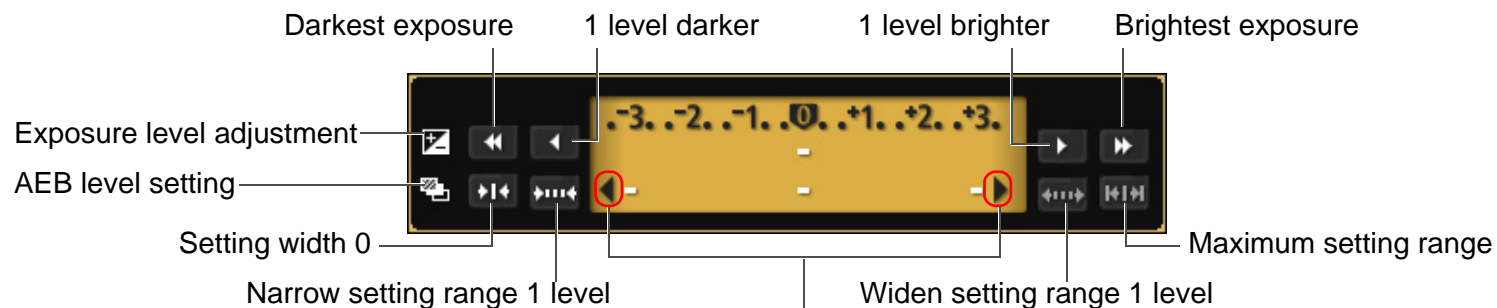 Darkest exposure 1 level darker 1 level brighter Brightest exposure
.-3. .-2. .-1. .0. .+1. .+2. .+3.
Exposure level adjustment
AEB level setting
Setting width 0 Maximum setting range
Narrow setting range 1 level Widen setting range 1 level